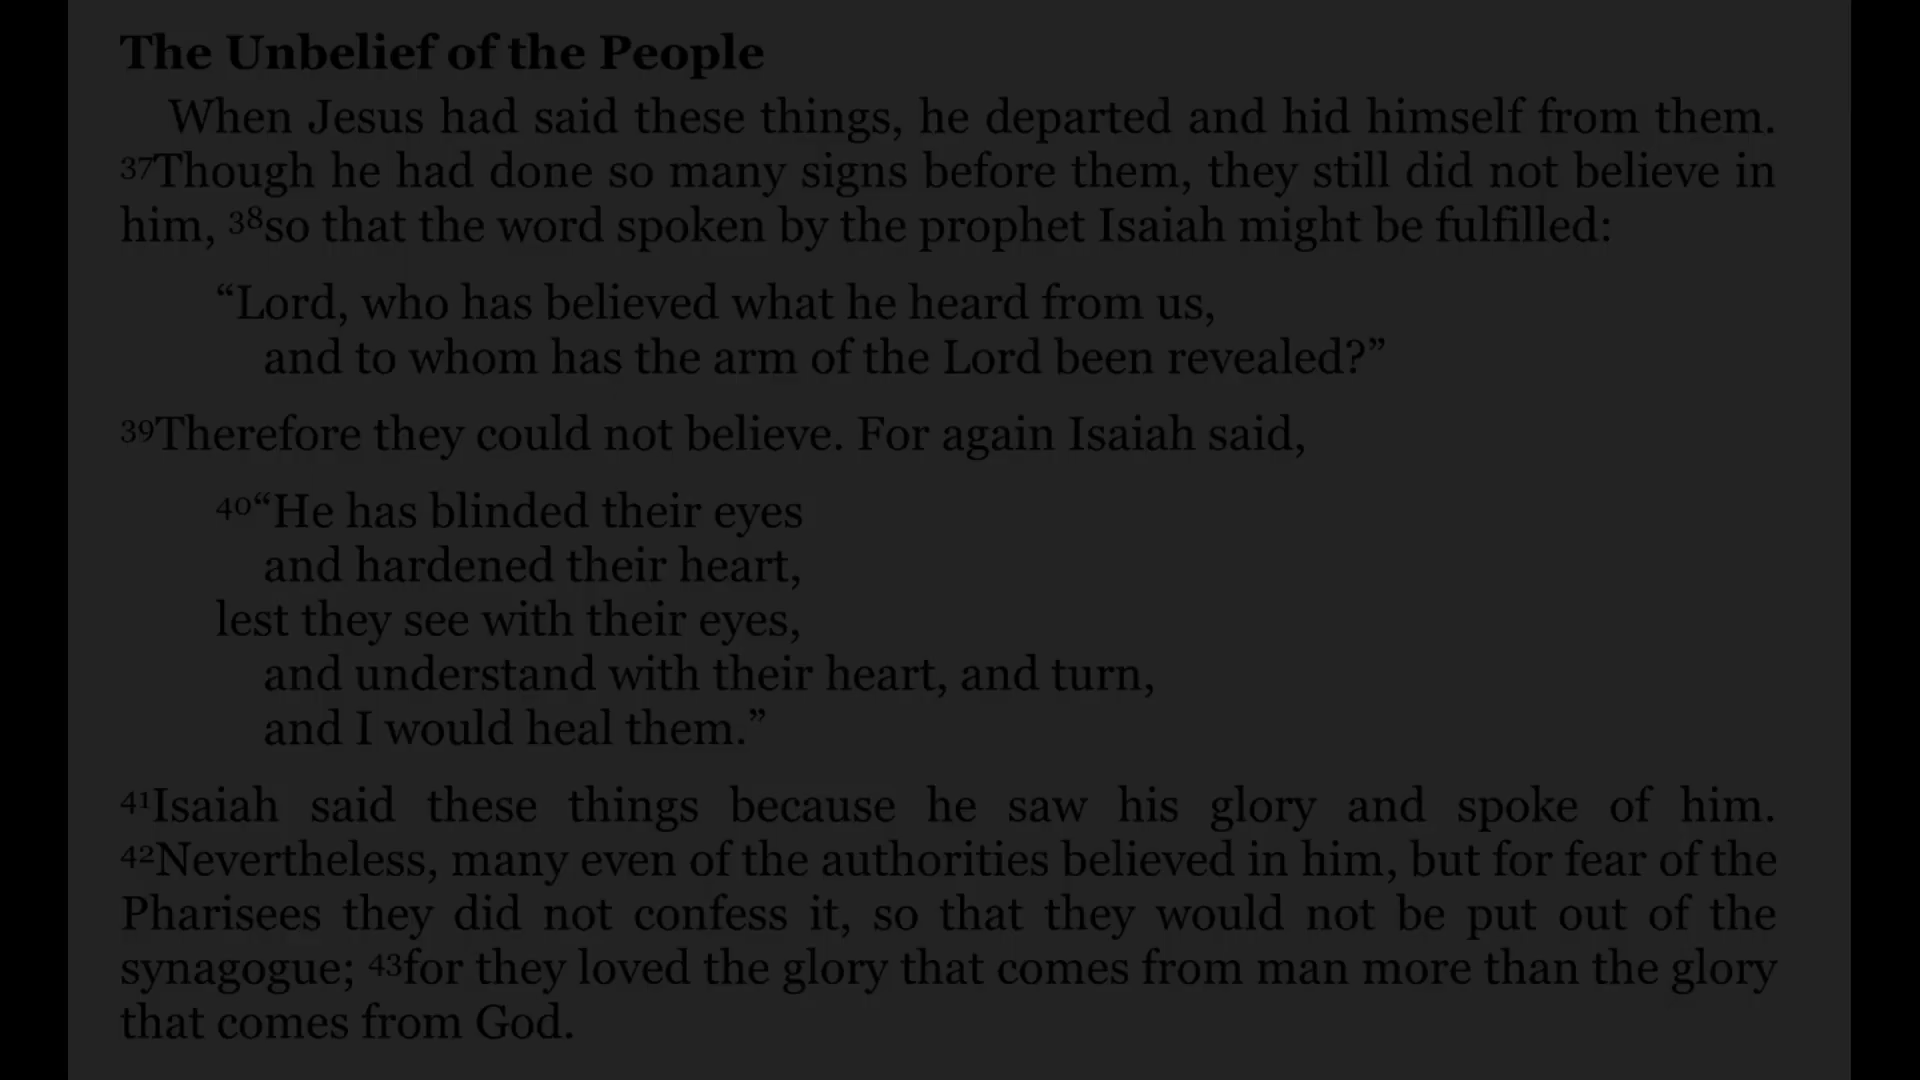 The Unbelief of the People
When Jesus had said these things, he departed and hid himself from them.
37Though he had done so many signs before them, they still did not believe in
him, 38so that the word spoken by the prophet Isaiah might be fulfilled:
“Lord, who has believed what he heard from us,
and to whom has the arm of the Lord been revealed?”
39Therefore they could not believe. For again Isaiah said,
40“He has blinded their eyes
and hardened their heart,
lest they see with their eyes,
and understand with their heart, and turn,
and I would heal them.”
41Isaiah said these things because he saw his glory and spoke of him.
42Nevertheless, many even of the authorities believed in him, but for fear of the
Pharisees they did not confess it, so that they would not be put out of the
synagogue; 43for they loved the glory that comes from man more than the glory
that comes from God.